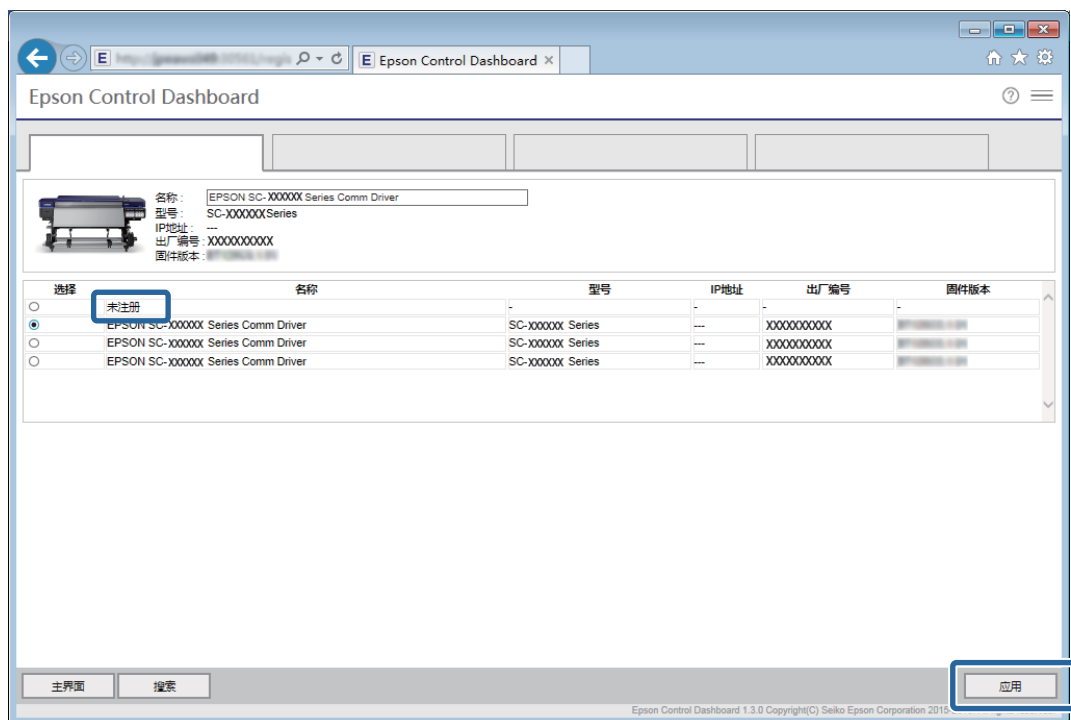 E
E Epson Control Dashboard ×
Epson Control Dashboard
名称： EPSON SC-XXXXXX Series Comm Driver
型号： SC-XXXXXXSeries
IP地址： ---
出厂编号：XXXXXXXXXX
固件版本：
选择 名称 型号 IP地址 出厂编号 固件版本
未注册 - - - -
EPSON SC-XXXXXX Series Comm Driver SC-XXXXXX Series --- XXXXXXXXXX
EPSON SC-XXXXXX Series Comm Driver SC-XXXXXX Series --- XXXXXXXXXX
EPSON SC-XXXXXX Series Comm Driver SC-XXXXXX Series --- XXXXXXXXXX
主界面 搜索 应用
Epson Control Dashboard 1.3.0 Copyright(C) Seiko Epson Corporation 2015